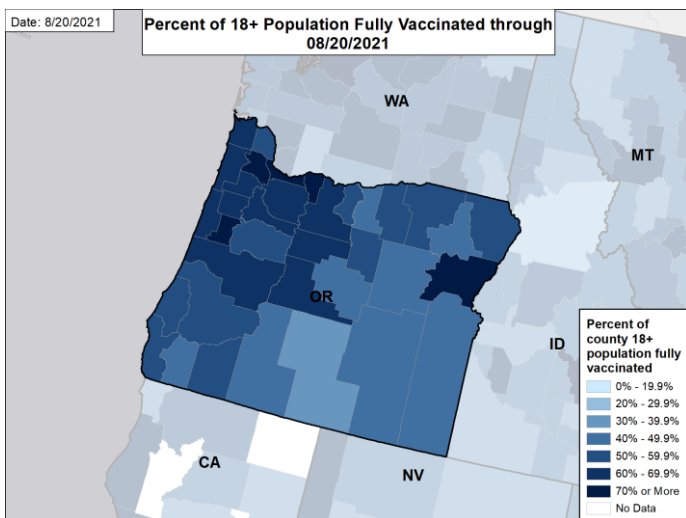 Date: 8/20/2021
Percent of 18+ Population Fully Vaccinated through
08/20/2021
WA
MT
OR
ID
CA
NV
Percent of
county 18+
population fully
vaccinated
0% - 19.9%
20% - 29.9%
30% - 39.9%
40% - 49.9%
50% - 59.9%
60% - 69.9%
70% or More
No Data